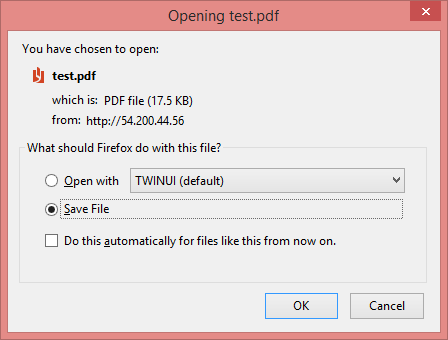 Opening test.pdf
You have chosen to open:
test.pdf
which is: PDF file (17.5 KB)
from: http://54.200.44.56
What should Firefox do with this file?
Open with TWINUI (default)
Save File
Do this automatically for files like this from now on.
OK Cancel